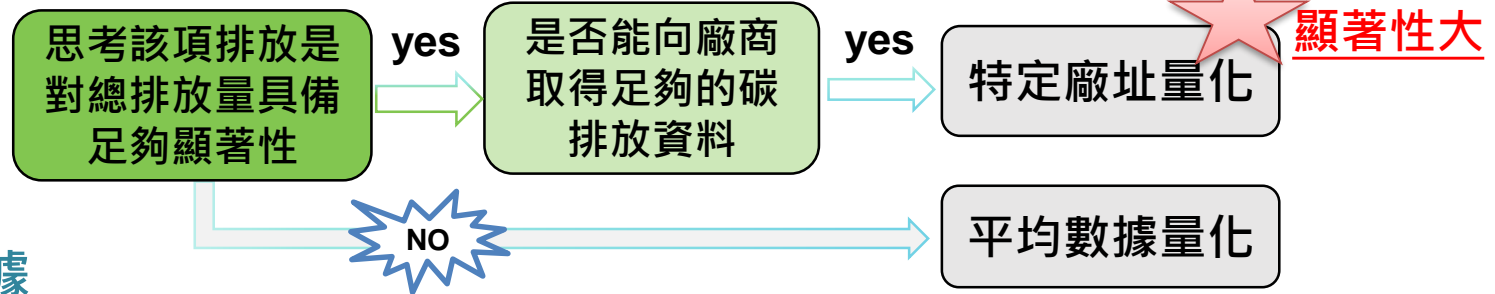 思考該項排放是
對總排放量具備
足夠顯著性
yes
是否能向廠商
取得足夠的碳
排放資料
yes
特定廠址量化
顯著性大
NO
平均數據量化
據